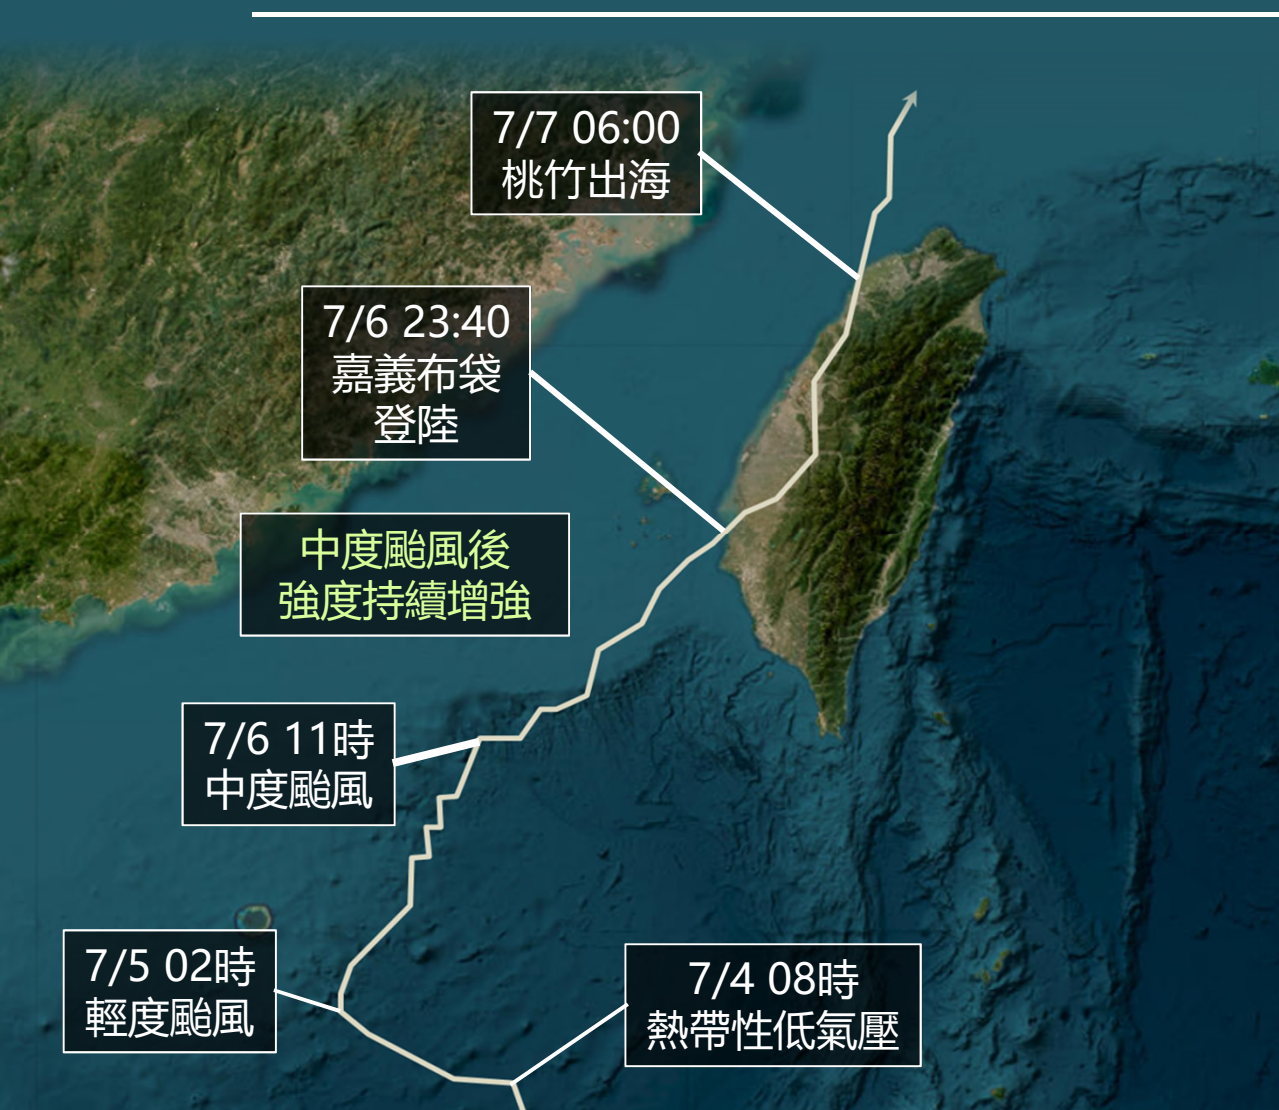 7/7 06:00
桃竹出海
7/6 23:40
嘉義布袋
登陸
中度颱風後
強度持續增強
7/6 11時
中度颱風
7/5 02時
輕度颱風
7/4 08時
熱帶性低氣壓